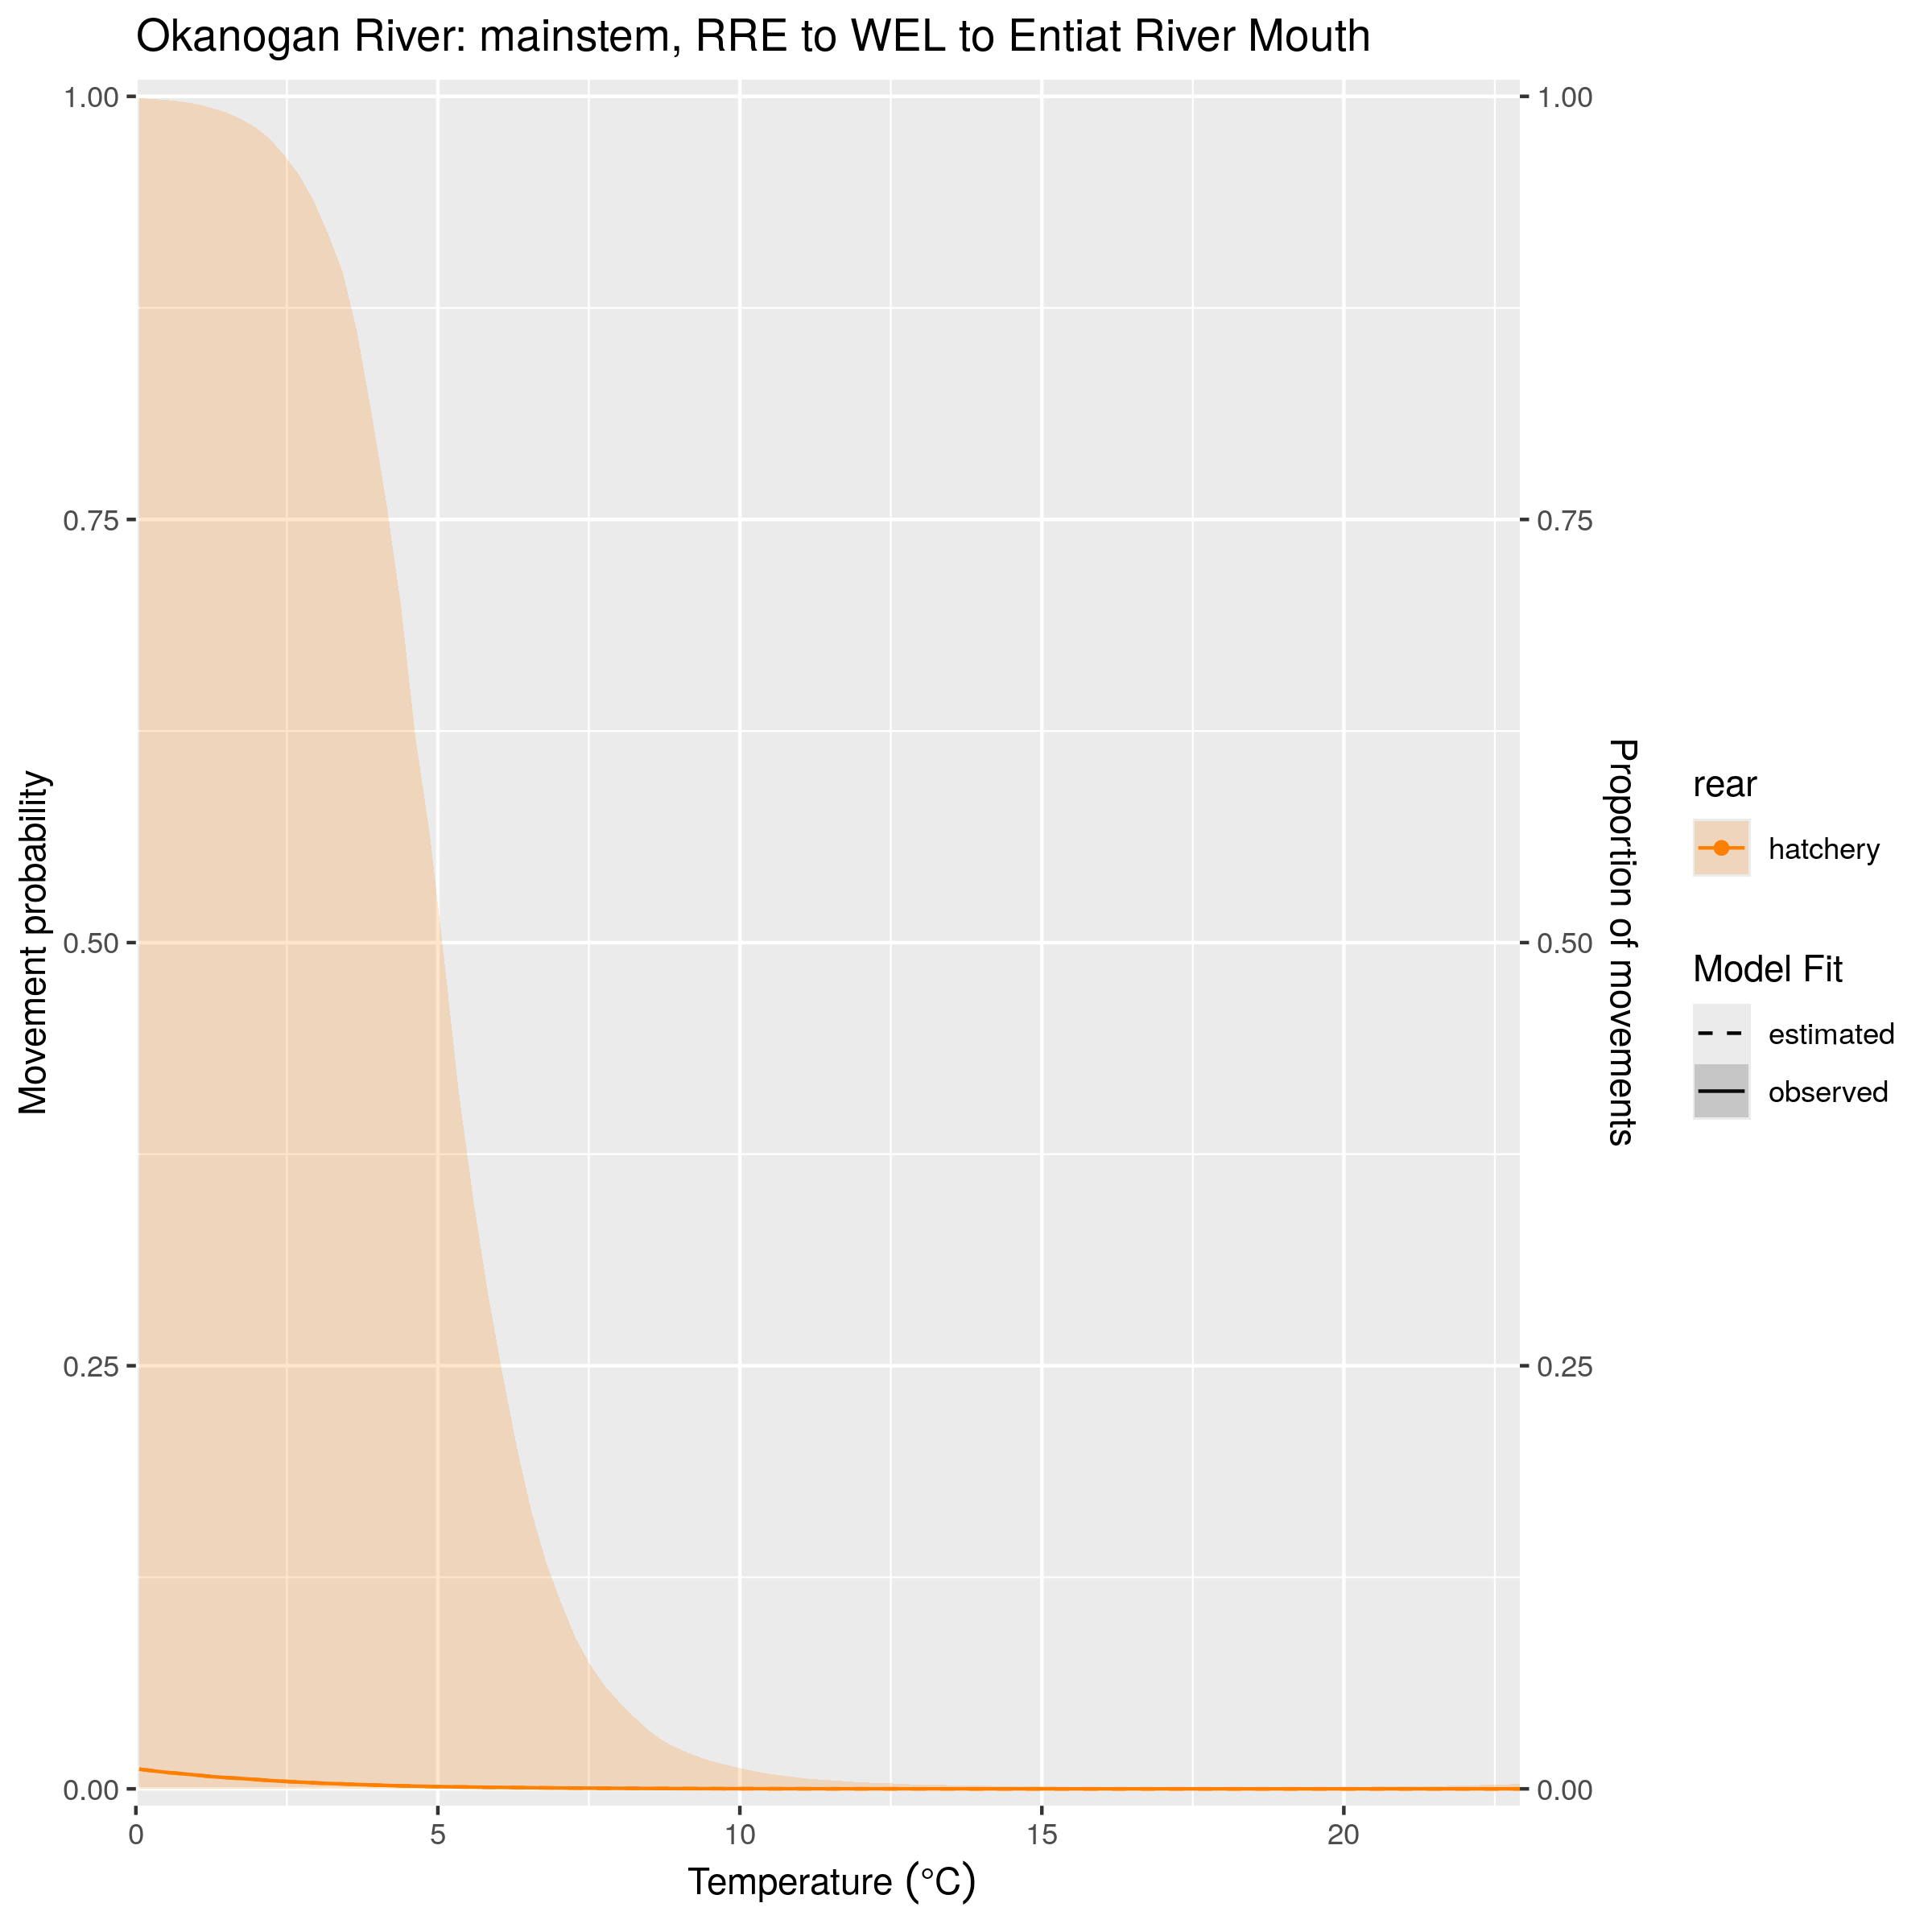 Okanogan River: mainstem, RRE to WEL to Entiat River Mouth
Movement probability
1.00
0.75
0.50
0.25
0.00
1.00
0.75
0.50
0.25
0.00
Proportion of movements
0
5
10
15
20
Temperature (°C)
rear
hatchery
Model Fit
estimated
observed